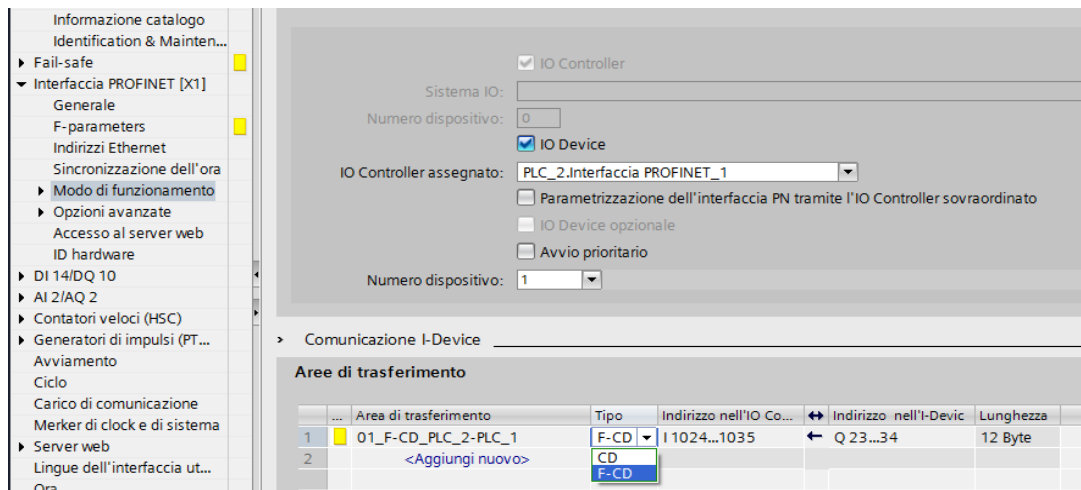 Informazione catalogo
Identification & Mainten...
Fail-safe
Interfaccia PROFINET [X1]
Generale
F-parameters
Indirizzi Ethernet
Sincronizzazione dell'ora
Modo di funzionamento
Opzioni avanzate
Accesso al server web
ID hardware
DI 14/DQ 10
AI 2/AQ 2
Contatori veloci (HSC)
Generatori di impulsi (PT...
Avviamento
Ciclo
Carico di comunicazione
Merker di clock e di sistema
Server web
Lingue dell'interfaccia ut...
Ora
IO Controller
Sistema IO:
Numero dispositivo: 0
IO Device
IO Controller assegnato: PLC_2.Interfaccia PROFINET_1
Parametrizzazione dell'interfaccia PN tramite l'IO Controller sovraordinato
IO Device opzionale
Avvio prioritario
Numero dispositivo: 1
Comunicazione I-Device
Aree di trasferimento
... Area di trasferimento Tipo Indirizzo nell'IO Co... ↔ Indirizzo nell'I-Devic Lunghezza
1 01_F-CD_PLC_2-PLC_1 F-CD I 1024...1035 ← Q 23...34 12 Byte
2 <Aggiungi nuovo> CD
F-CD